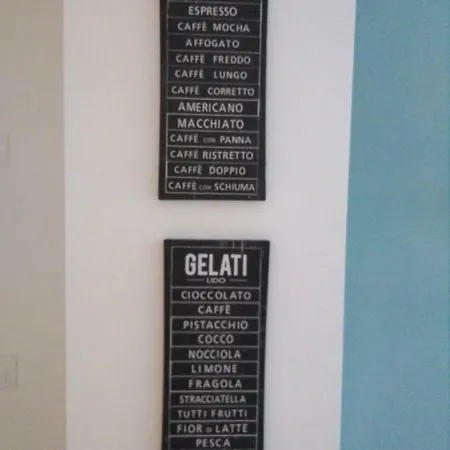 ESPRESSO
CAFFÈ MOCHA
AFFOGATO
CAFFÈ FREDDO
CAFFÈ LUNGO
CAFFÈ CORRETTO
AMERICANO
MACCHIATO
CAFFÈ CON PANNA
CAFFÈ RISTRETTO
CAFFÈ DOPPIO
CAFFÈ CON SCHIUMA
GELATI
LIDO
CIOCCOLATO
CAFFÈ
PISTACCHIO
COCCO
NOCCIOLA
LIMONE
FRAGOLA
STRACCIATELLA
TUTTI FRUTTI
FIOR DI LATTE
PESCA